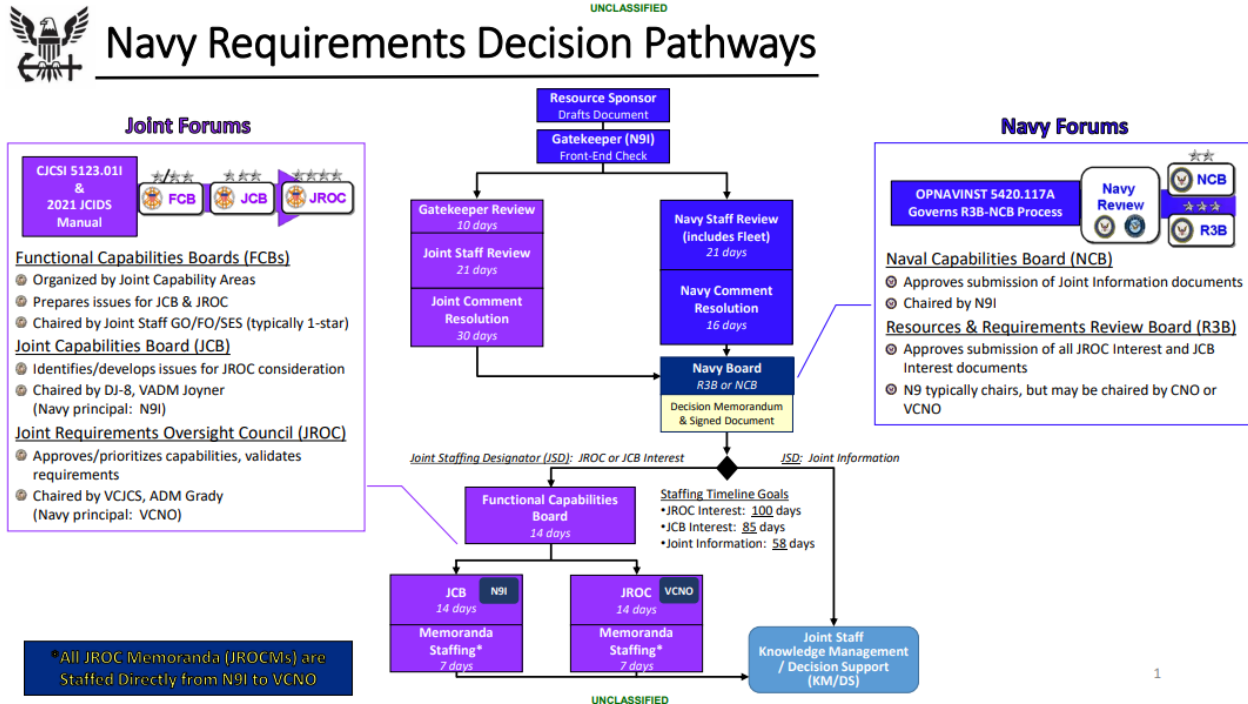 UNCLASSIFIED
Navy Requirements Decision Pathways
Joint Forums
CJCSI 5123.01I
&
2021 JCIDS
Manual
FCB
JCB
JROC
Functional Capabilities Boards (FCBs)
Organized by Joint Capability Areas
Prepares issues for JCB & JROC
Chaired by Joint Staff GO/FO/SES (typically 1-star)
Joint Capabilities Board (JCB)
Identifies/develops issues for JROC consideration
Chaired by DJ-8, VADM Joyner
(Navy principal: N9I)
Joint Requirements Oversight Council (JROC)
Approves/prioritizes capabilities, validates
requirements
Chaired by VCJCS, ADM Grady
(Navy principal: VCNO)
*All JROC Memoranda (JROCMs) are
Staffed Directly from N9I to VCNO
Resource Sponsor
Drafts Document
Gatekeeper (N9I)
Front-End Check
Gatekeeper Review
10 days
Joint Staff Review
21 days
Joint Comment
Resolution
30 days
Navy Staff Review
(includes Fleet)
21 days
Navy Comment
Resolution
16 days
Navy Board
R3B or NCB
Decision Memorandum
& Signed Document
Joint Staffing Designator (JSD): JROC or JCB Interest
JSD: Joint Information
Functional Capabilities
Board
14 days
Staffing Timeline Goals
•JROC Interest: 100 days
•JCB Interest: 85 days
•Joint Information: 58 days
JCB
N9I
14 days
Memoranda
Staffing*
7 days
JROC
VCNO
14 days
Memoranda
Staffing*
7 days
Joint Staff
Knowledge Management
/ Decision Support
(KM/DS)
Navy Forums
OPNAVINST 5420.117A
Governs R3B-NCB Process
Navy
Review
NCB
R3B
Naval Capabilities Board (NCB)
Approves submission of Joint Information documents
Chaired by N9I
Resources & Requirements Review Board (R3B)
Approves submission of all JROC Interest and JCB
Interest documents
N9 typically chairs, but may be chaired by CNO or
VCNO
1
UNCLASSIFIED